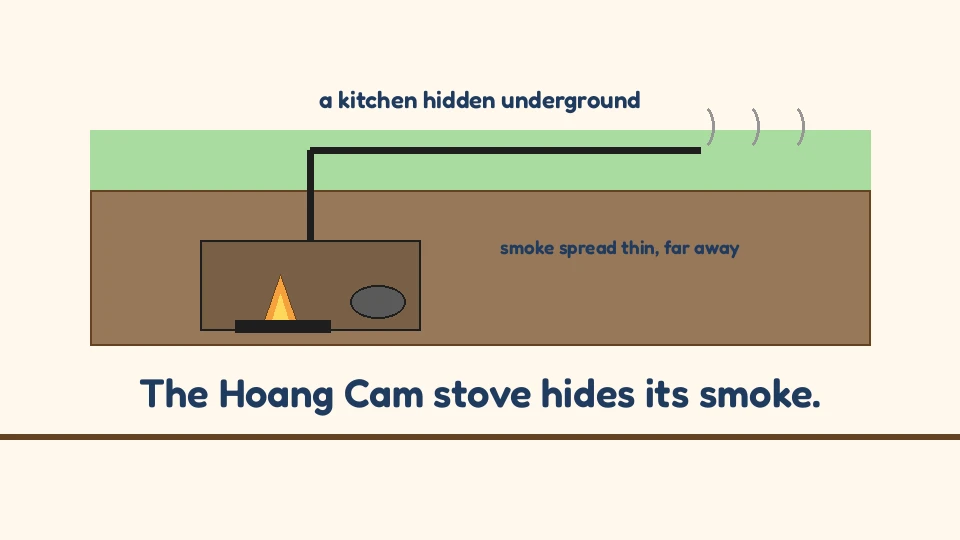 a kitchen hidden underground
smoke spread thin, far away
The Hoang Cam stove hides its smoke.